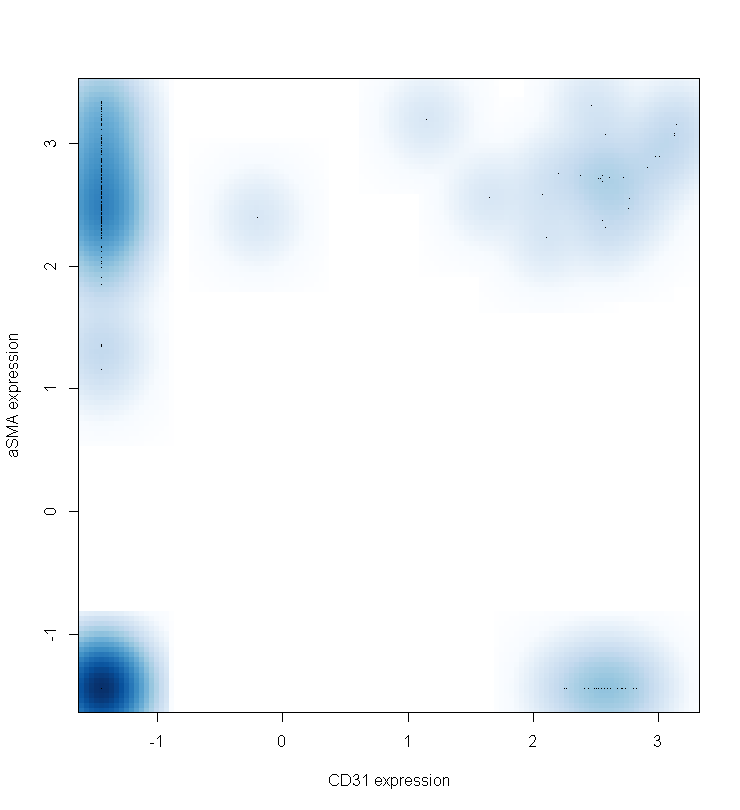 3
2
1
0
-1
aSMA expression
-1 0 1 2 3
CD31 expression